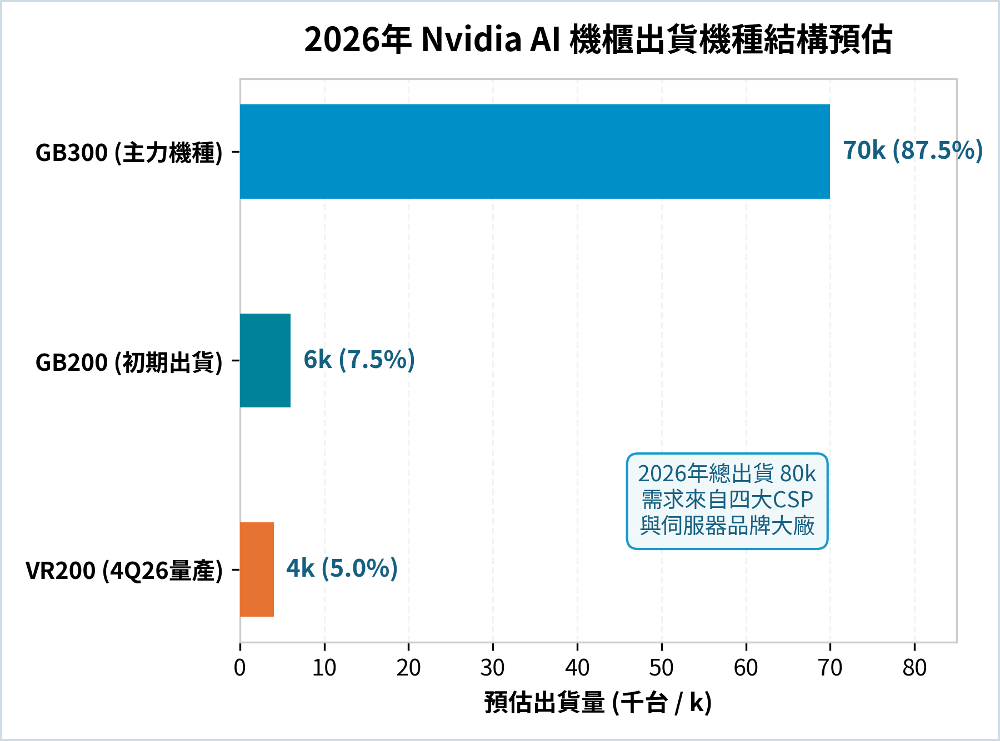 2026年 Nvidia AI 機櫃出貨機種結構預估
GB300 (主力機種)
70k (87.5%)
GB200 (初期出貨)
6k (7.5%)
2026年總出貨 80k
需求來自四大CSP
與伺服器品牌大廠
VR200 (4Q26量產)
4k (5.0%)
0 10 20 30 40 50 60 70 80
預估出貨量 (千台 / k)